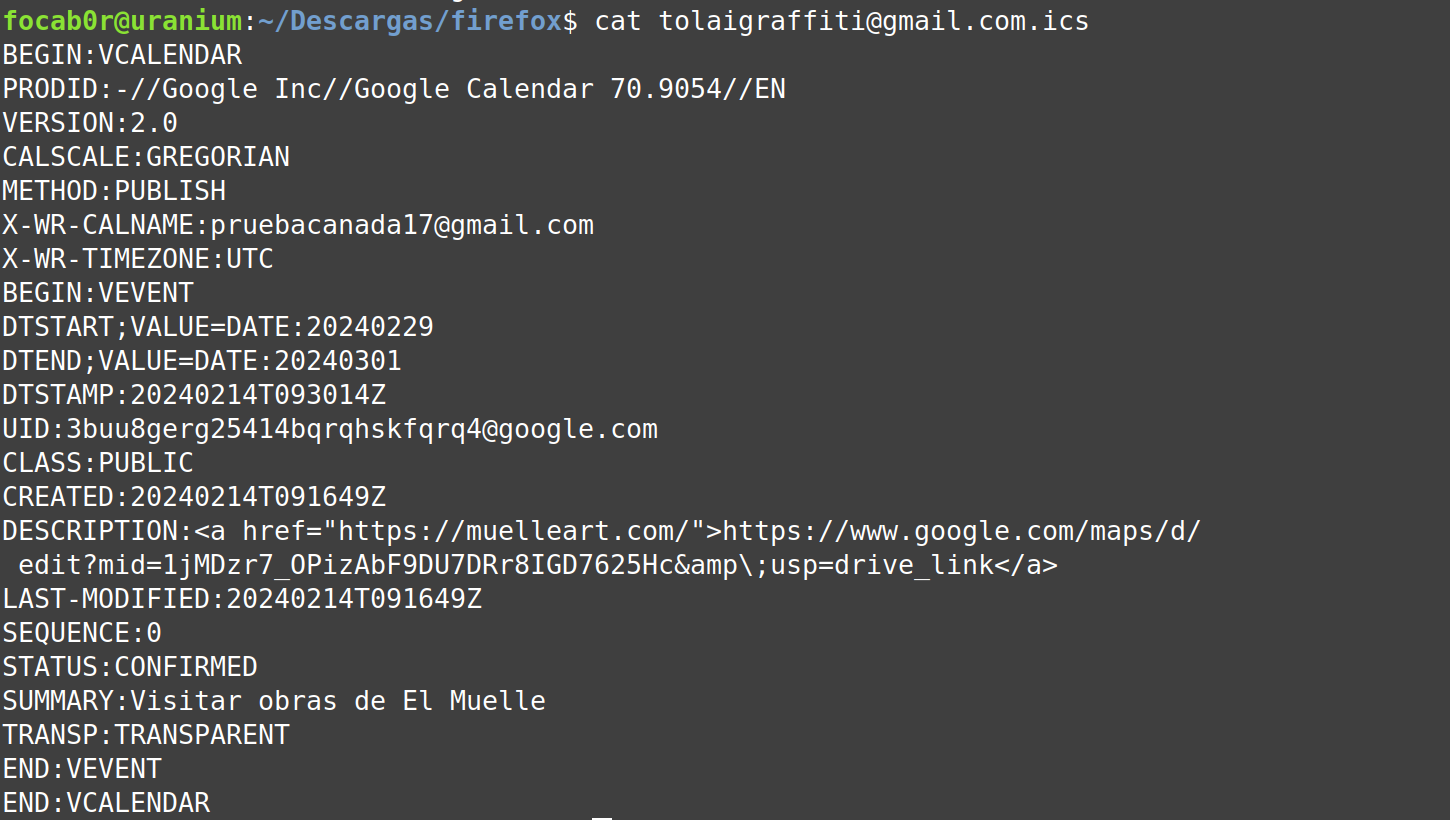 focab0r@uranium:~/Descargas/firefox$ cat tolaigraffiti@gmail.com.ics
BEGIN:VCALENDAR
PRODID:-//Google Inc//Google Calendar 70.9054//EN
VERSION:2.0
CALSCALE:GREGORIAN
METHOD:PUBLISH
X-WR-CALNAME:pruebacanada17@gmail.com
X-WR-TIMEZONE:UTC
BEGIN:VEVENT
DTSTART;VALUE=DATE:20240229
DTEND;VALUE=DATE:20240301
DTSTAMP:20240214T093014Z
UID:3buu8gerg25414bqrqhskfqrq4@google.com
CLASS:PUBLIC
CREATED:20240214T091649Z
DESCRIPTION:<a href="https://muelleart.com/">https://www.google.com/maps/d/
 edit?mid=1jMDzr7_OPizAbF9DU7DRr8IGD7625Hc&amp\;usp=drive_link</a>
LAST-MODIFIED:20240214T091649Z
SEQUENCE:0
STATUS:CONFIRMED
SUMMARY:Visitar obras de El Muelle
TRANSP:TRANSPARENT
END:VEVENT
END:VCALENDAR